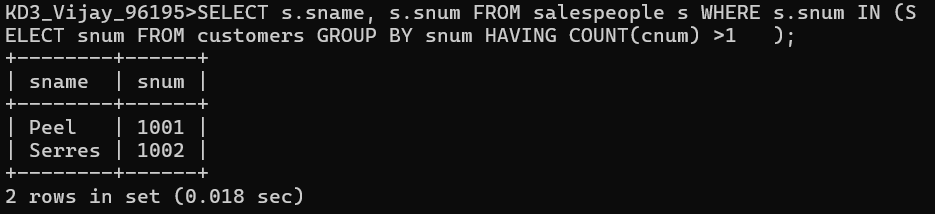 KD3_Vijay_96195>SELECT s.sname, s.snum FROM salespeople s WHERE s.snum IN (S
ELECT snum FROM customers GROUP BY snum HAVING COUNT(cnum) >1   );
+--------+------+
| sname  | snum |
+--------+------+
| Peel   | 1001 |
| Serres | 1002 |
+--------+------+
2 rows in set (0.018 sec)